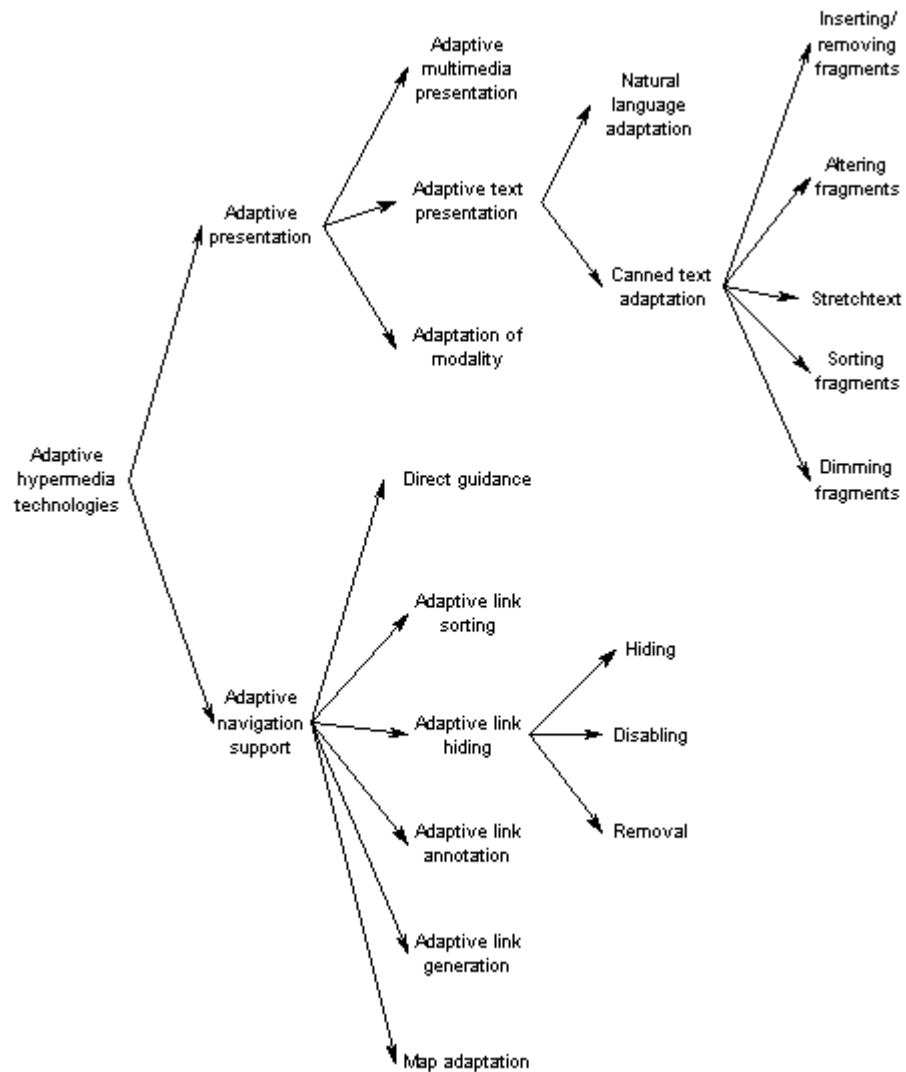 Inserting/
removing
fragments
Adaptive
multimedia
presentation
Natural
language
adaptation
Altering
fragments
Adaptive text
presentation
Adaptive
presentation
Canned text
adaptation
Stretchtext
Adaptation of
modality
Sorting
fragments
Adaptive
hypermedia
technologies
Direct guidance
Dimming
fragments
Adaptive link
sorting
Hiding
Adaptive
navigation
support
Adaptive link
hiding
Disabling
Adaptive link
annotation
Removal
Adaptive link
generation
Map adaptation